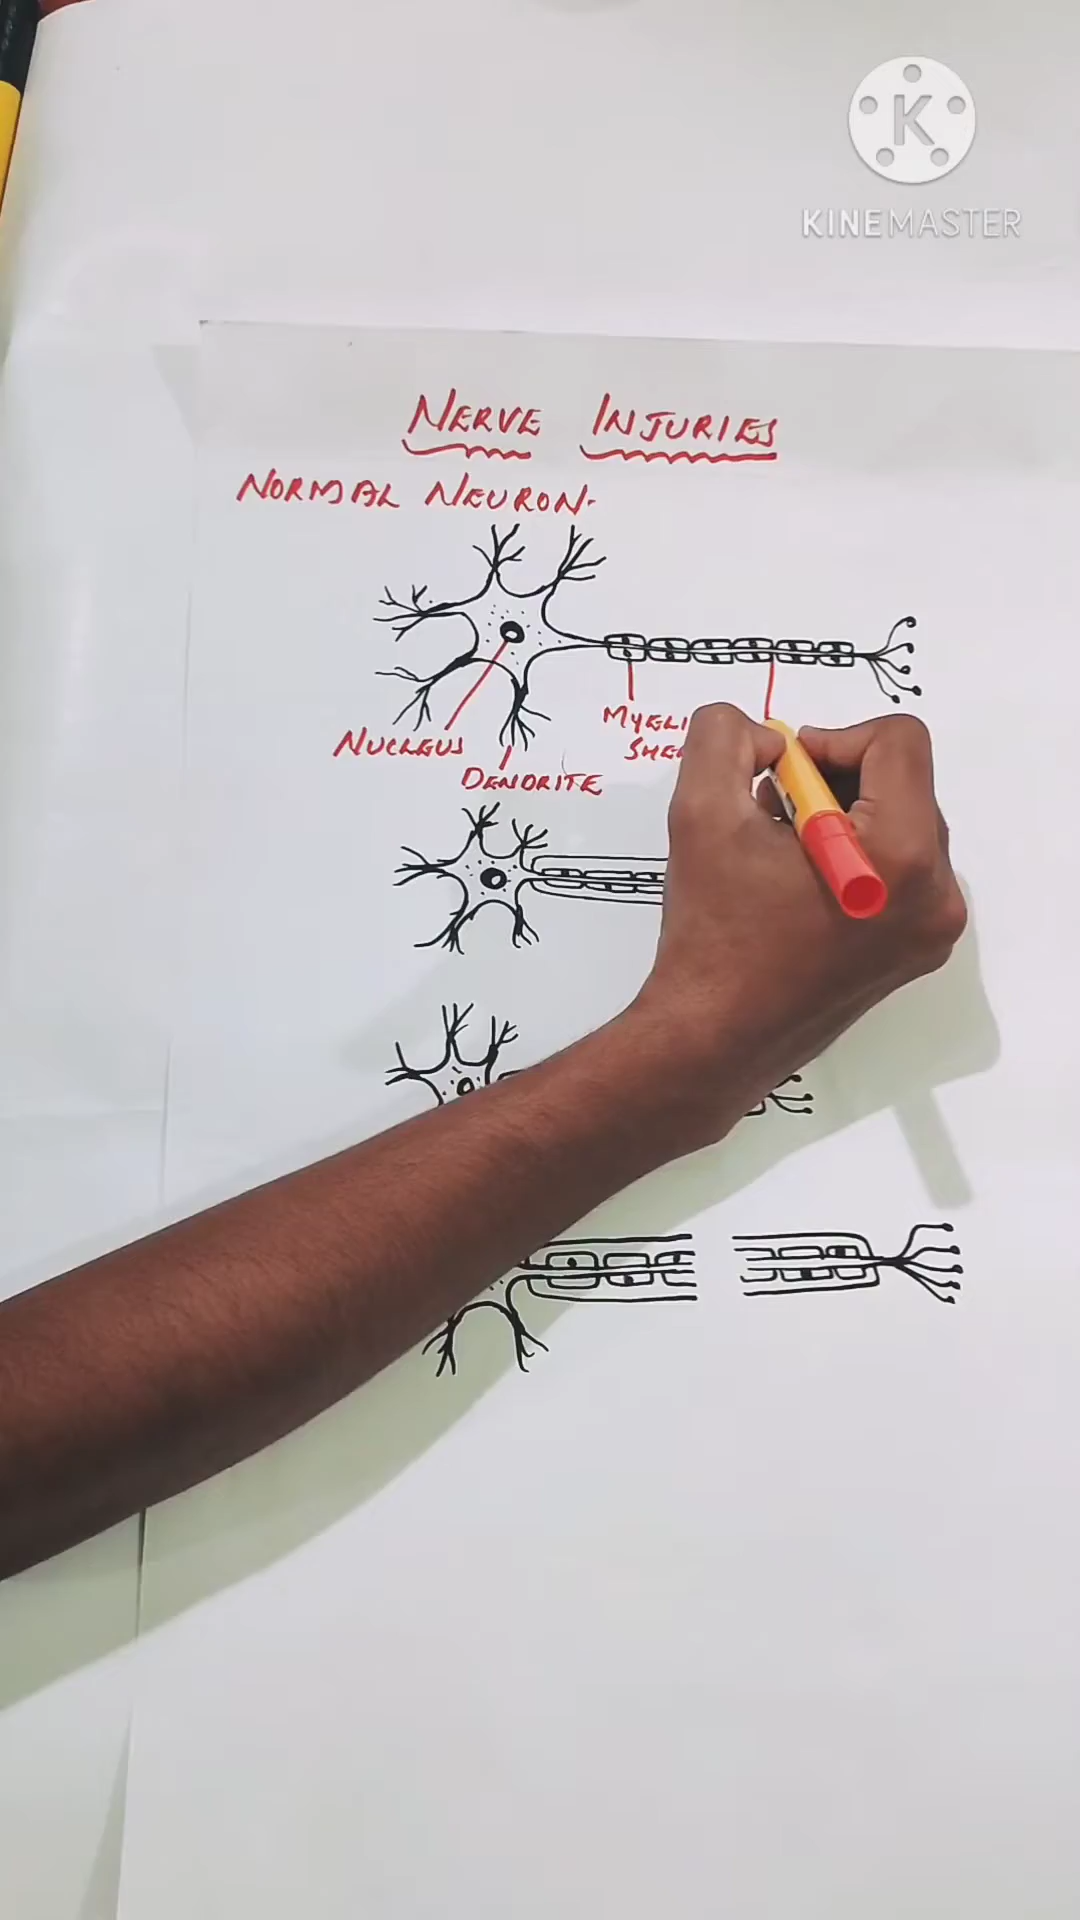 K
KINEMASTER
NERVE INJURIES
NORMAL NEURON.
NUCLEUS
DENDRITE